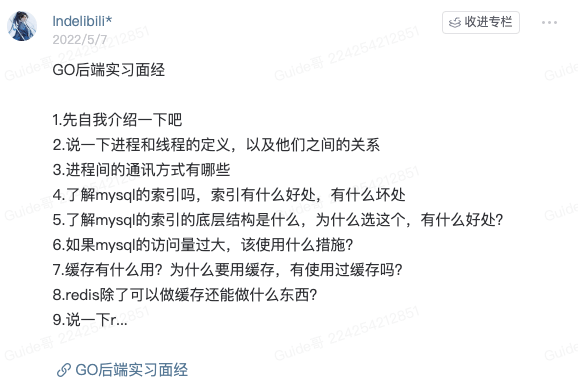 Indelibili*
收进专栏
2022/5/7
GO后端实习面经
1.先自我介绍一下吧
2.说一下进程和线程的定义，以及他们之间的关系
3.进程间的通讯方式有哪些
4.了解mysql的索引吗，索引有什么好处，有什么坏处
5.了解mysql的索引的底层结构是什么，为什么选这个，有什么好处？
6.如果mysql的访问量过大，该使用什么措施？
7.缓存有什么用？为什么要用缓存，有使用过缓存吗？
8.redis除了可以做缓存还能做什么东西？
9.说一下r...
GO后端实习面经
Guide哥 224254212851